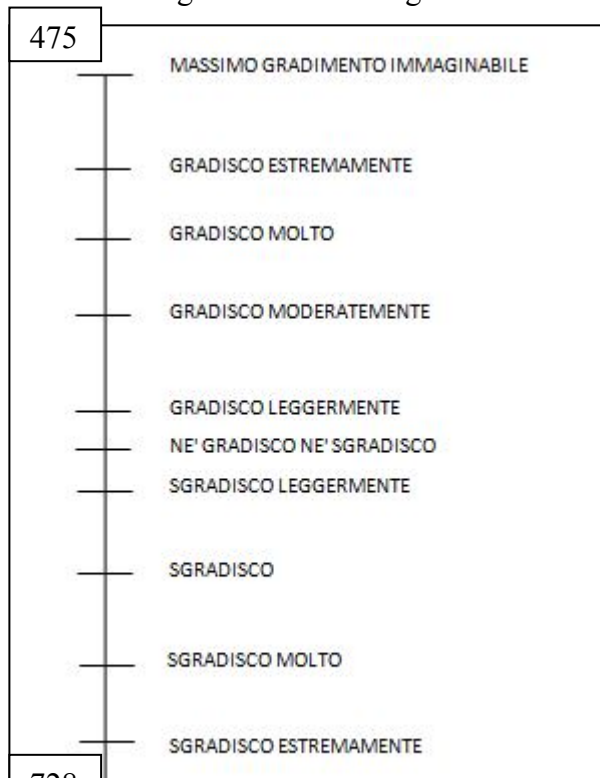 475
MASSIMO GRADIMENTO IMMAGINABILE
GRADISCO ESTREMAMENTE
GRADISCO MOLTO
GRADISCO MODERATEMENTE
GRADISCO LEGGERMENTE
NE' GRADISCO NE' SGRADISCO
SGRADISCO LEGGERMENTE
SGRADISCO
SGRADISCO MOLTO
SGRADISCO ESTREMAMENTE